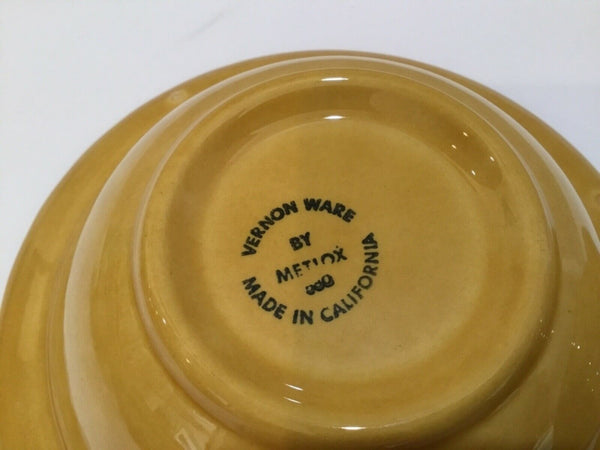 VERNON WARE
BY
METLOX
MADE IN CALIFORNIA